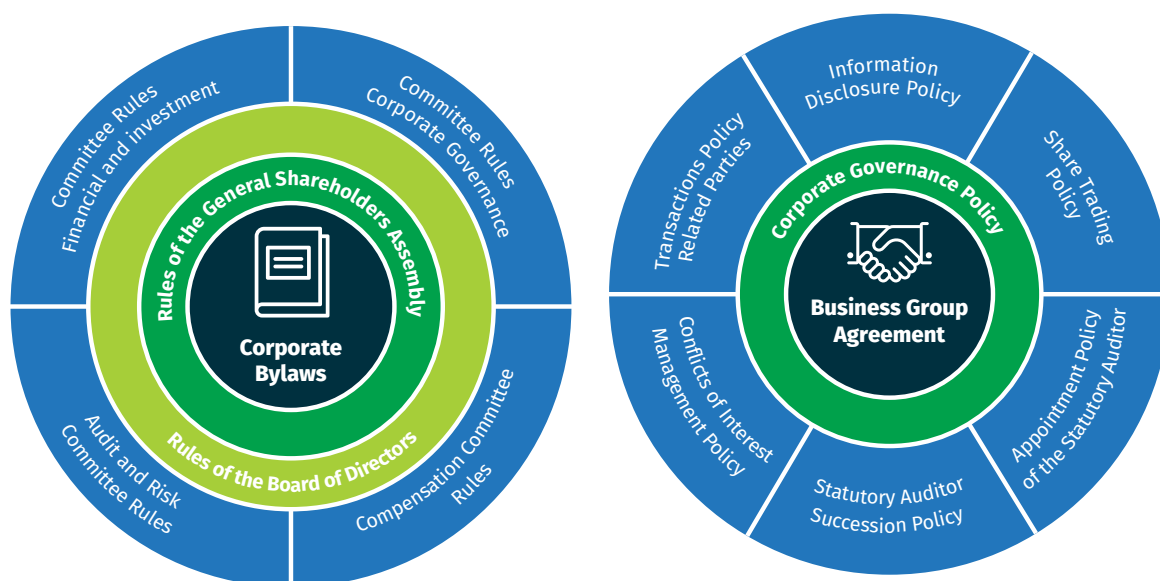 Committee Rules
Financial and investment
Committee Rules
Corporate Governance
Rules of the General Shareholders Assembly
Corporate
Bylaws
Rules of the Board of Directors
Audit and Risk
Committee Rules
Compensation Committee
Rules
Information
Disclosure Policy
Transactions Policy
Related Parties
Share Trading
Policy
Corporate Governance Policy
Business Group
Agreement
Conflicts of Interest
Management Policy
Appointment Policy
of the Statutory Auditor
Statutory Auditor
Succession Policy